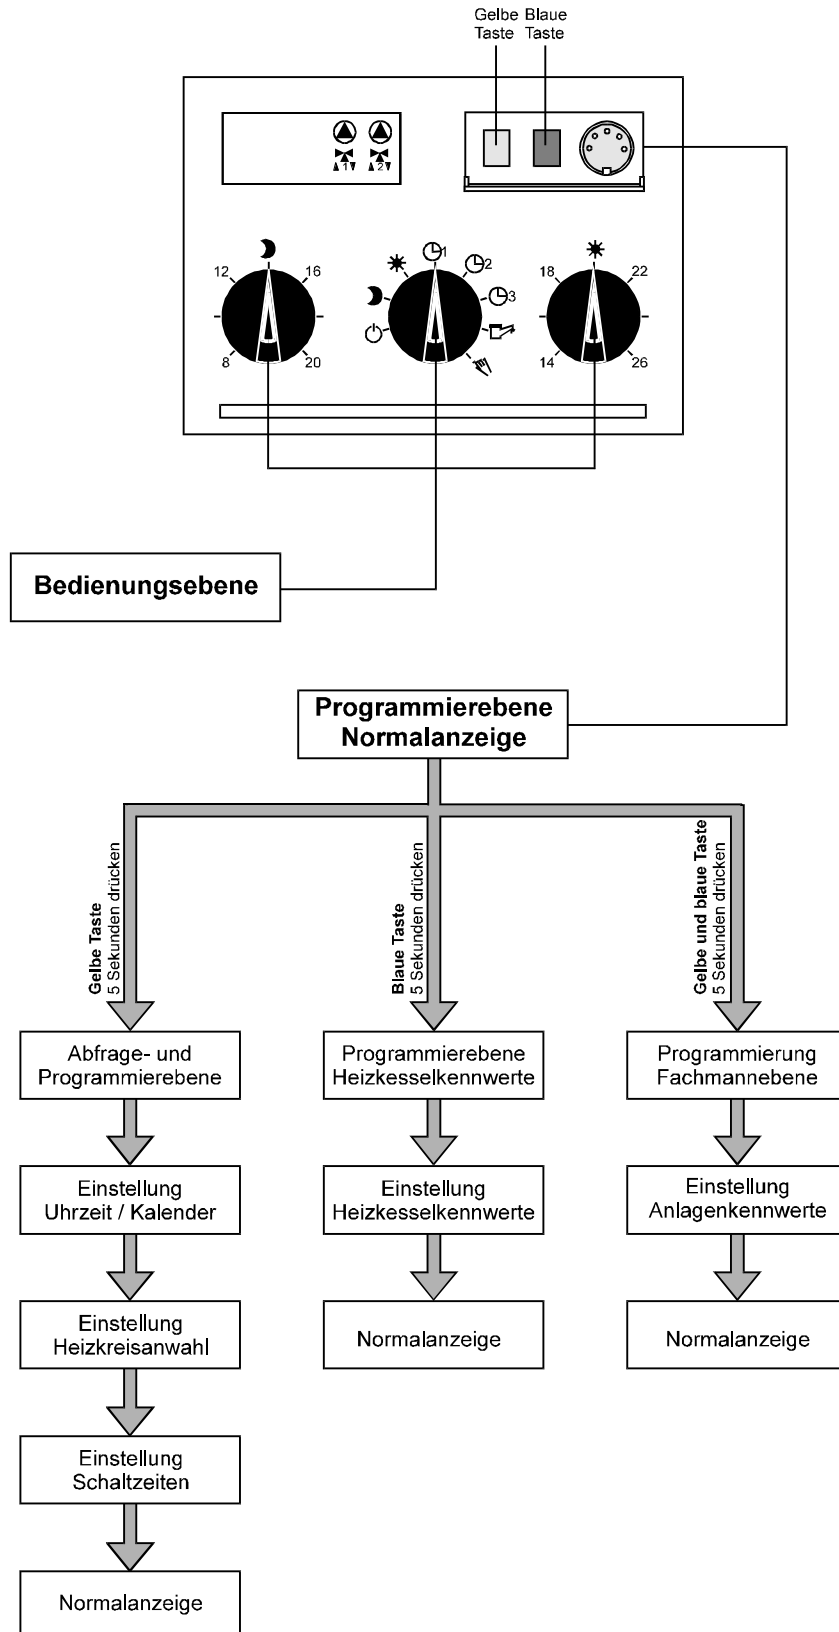 Gelbe Taste
Blaue Taste
1
2
12
16
8
20
1
2
3
18
22
14
26
Bedienungsebene
Programmierebene
Normalanzeige
Gelbe Taste
5 Sekunden drücken
Blaue Taste
5 Sekunden drücken
Gelbe und blaue Taste
5 Sekunden drücken
Abfrage- und
Programmierebene
Programmierebene
Heizkesselkennwerte
Programmierung
Fachmannebene
Einstellung
Uhrzeit / Kalender
Einstellung
Heizkesselkennwerte
Einstellung
Anlagenkennwerte
Einstellung
Heizkreisanwahl
Normalanzeige
Normalanzeige
Einstellung
Schaltzeiten
Normalanzeige